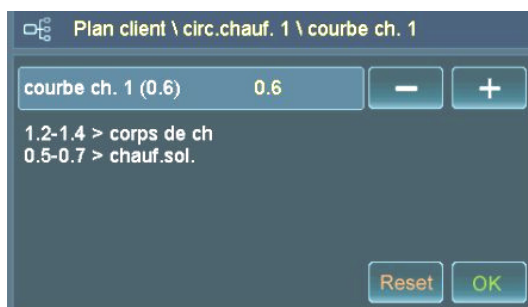 Plan client \ circ.chauf. 1 \ courbe ch. 1
courbe ch. 1 (0.6) 0.6 − +
1.2-1.4 > corps de ch
0.5-0.7 > chauf.sol.
Reset OK